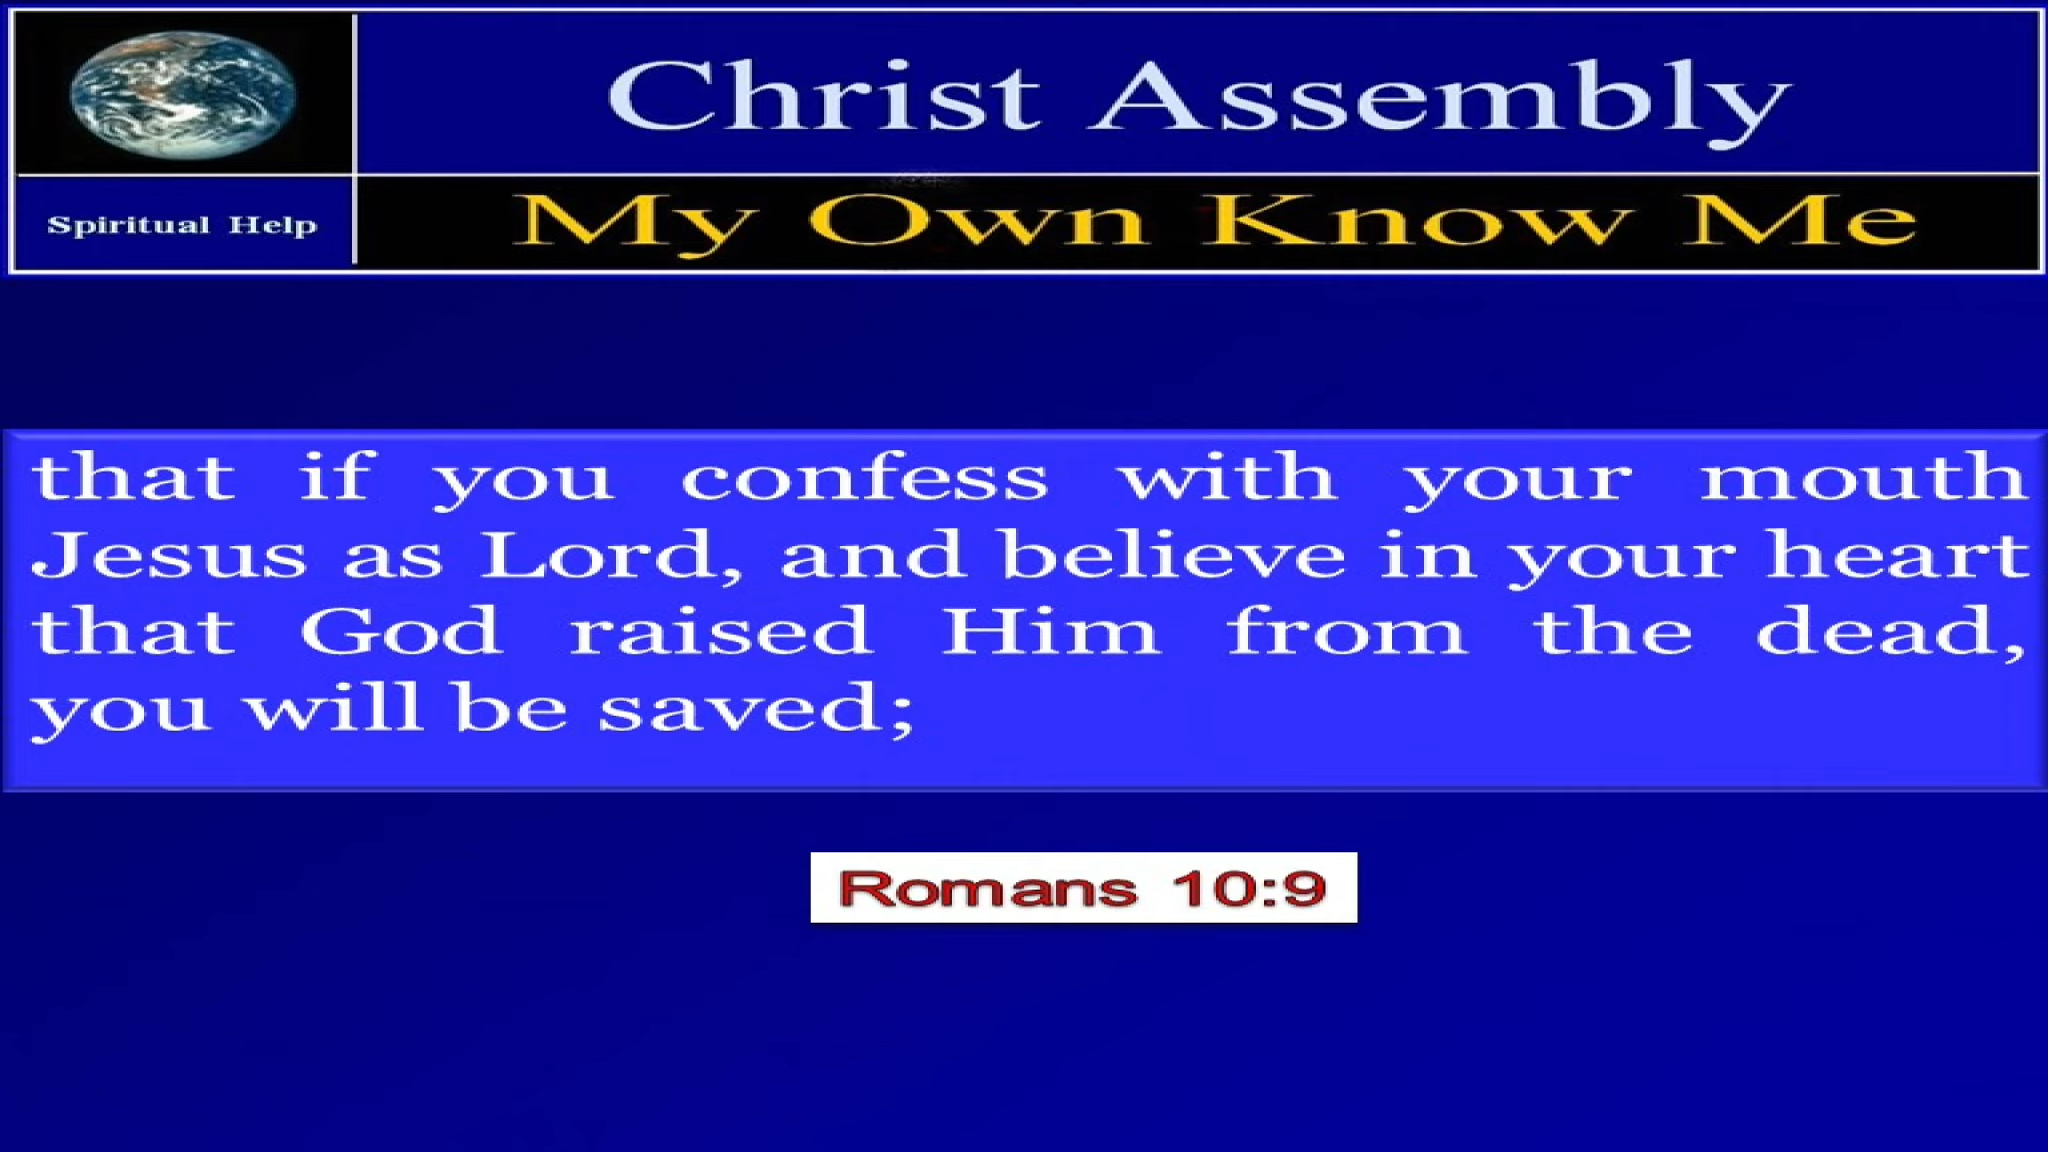 Christ Assembly
Spiritual Help
My Own Know Me
that if you confess with your mouth
Jesus as Lord, and believe in your heart
that God raised Him from the dead,
you will be saved;
Romans 10:9